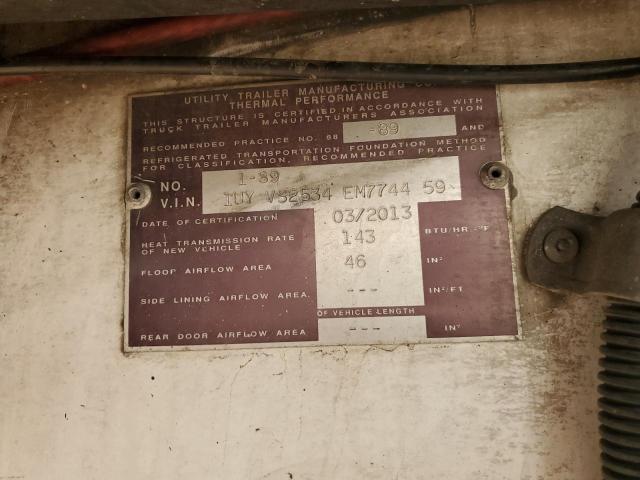 UTILITY TRAILER MANUFACTURING CO
THERMAL PERFORMANCE
THIS STRUCTURE IS CERTIFIED IN ACCORDANCE WITH
TRUCK TRAILER MANUFACTURERS ASSOCIATION
RECOMMENDED PRACTICE NO. 68 -89 AND
REFRIGERATED TRANSPORTATION FOUNDATION METHOD
FOR CLASSIFICATION, RECOMMENDED PRACTICE
NO. 1-89
V.I.N. 1UY VS2534 EM7744 59
DATE OF CERTIFICATION 03/2013
HEAT TRANSMISSION RATE 143 BTU/HR.-°F
OF NEW VEHICLE
FLOOR AIRFLOW AREA 46 IN²
SIDE LINING AIRFLOW AREA --- IN²/FT
OF VEHICLE LENGTH
REAR DOOR AIRFLOW AREA --- IN²